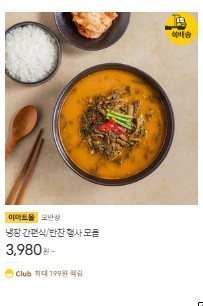 쓱배송
이마트몰 오반장
냉장 간편식/반찬 행사 모음
3,980원 ~
Club 최대 199원 적립